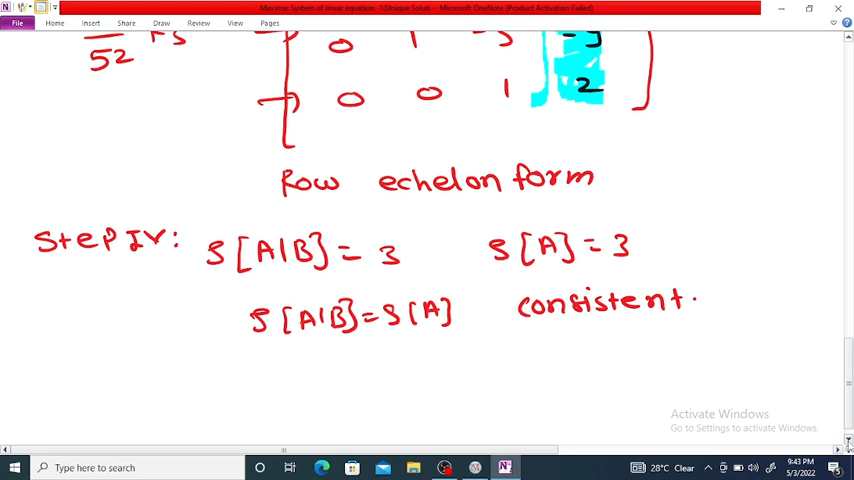 Marimar System of linear equation -1(Unique Soluti - Microsoft OneNote (Product Activation Failed)
File Home Insert Share Draw Review View Pages
52
0 1
→ 0 0 1 2
Row echelon form
Step IV: ρ[A|B] = 3 ρ[A] = 3
ρ[A|B] = ρ[A] consistent.
Activate Windows
Go to Settings to activate Windows.
Type here to search
28°C Clear
9:43 PM
5/3/2022
5